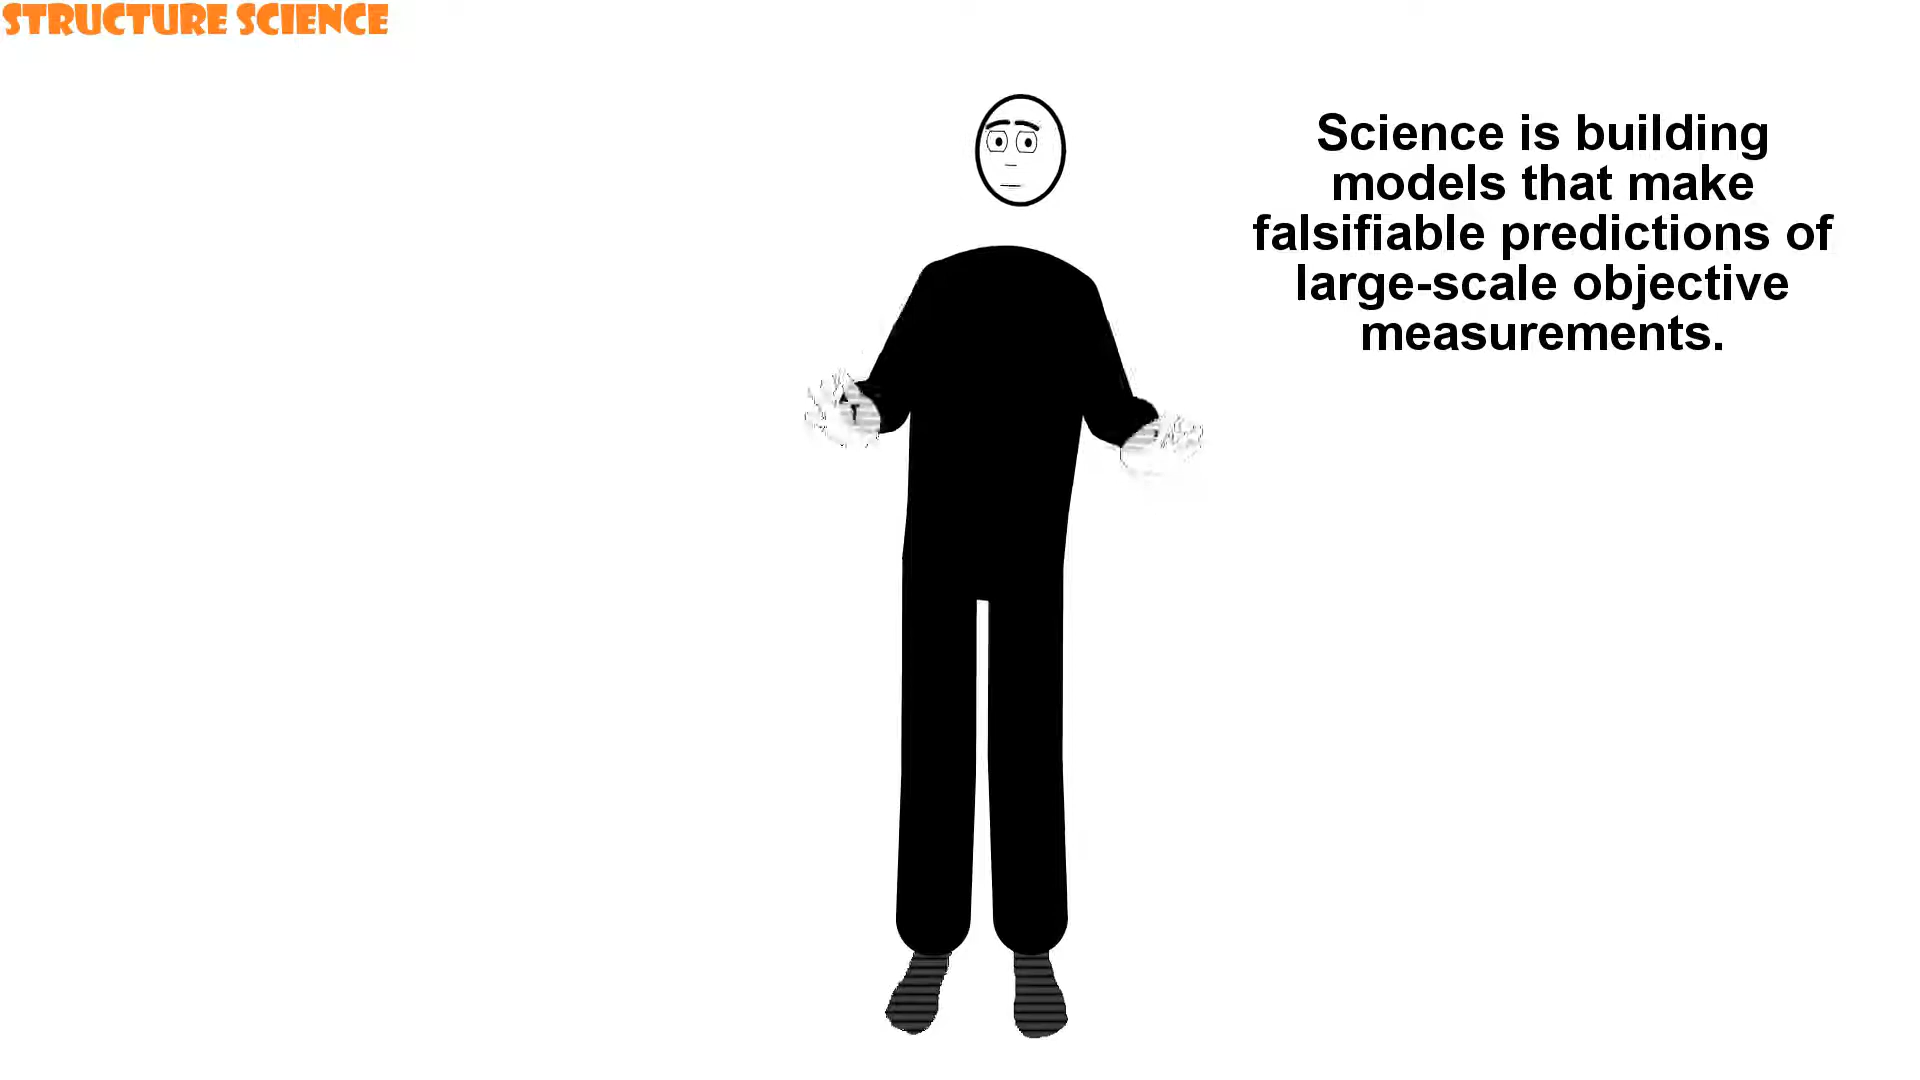 STRUCTURE SCIENCE
Science is building
models that make
falsifiable predictions of
large-scale objective
measurements.